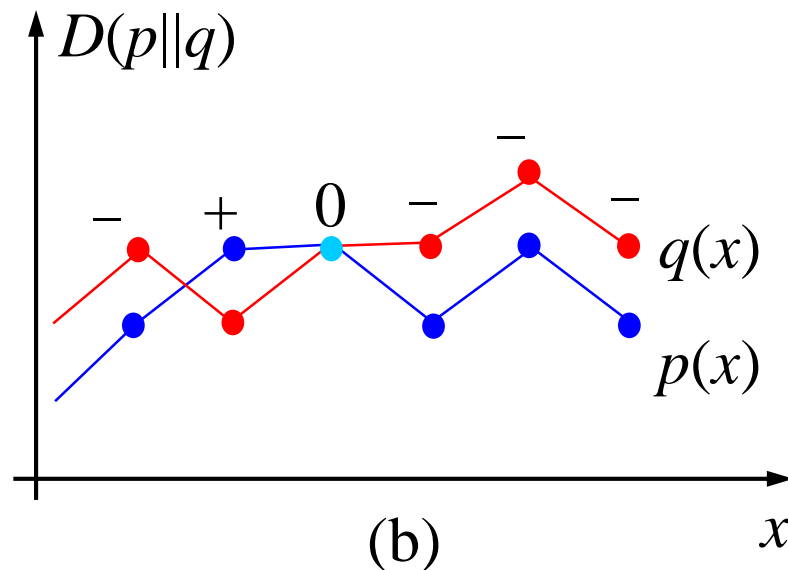 D(p||q)
− + 0 − − −
q(x)
p(x)
x
(b)